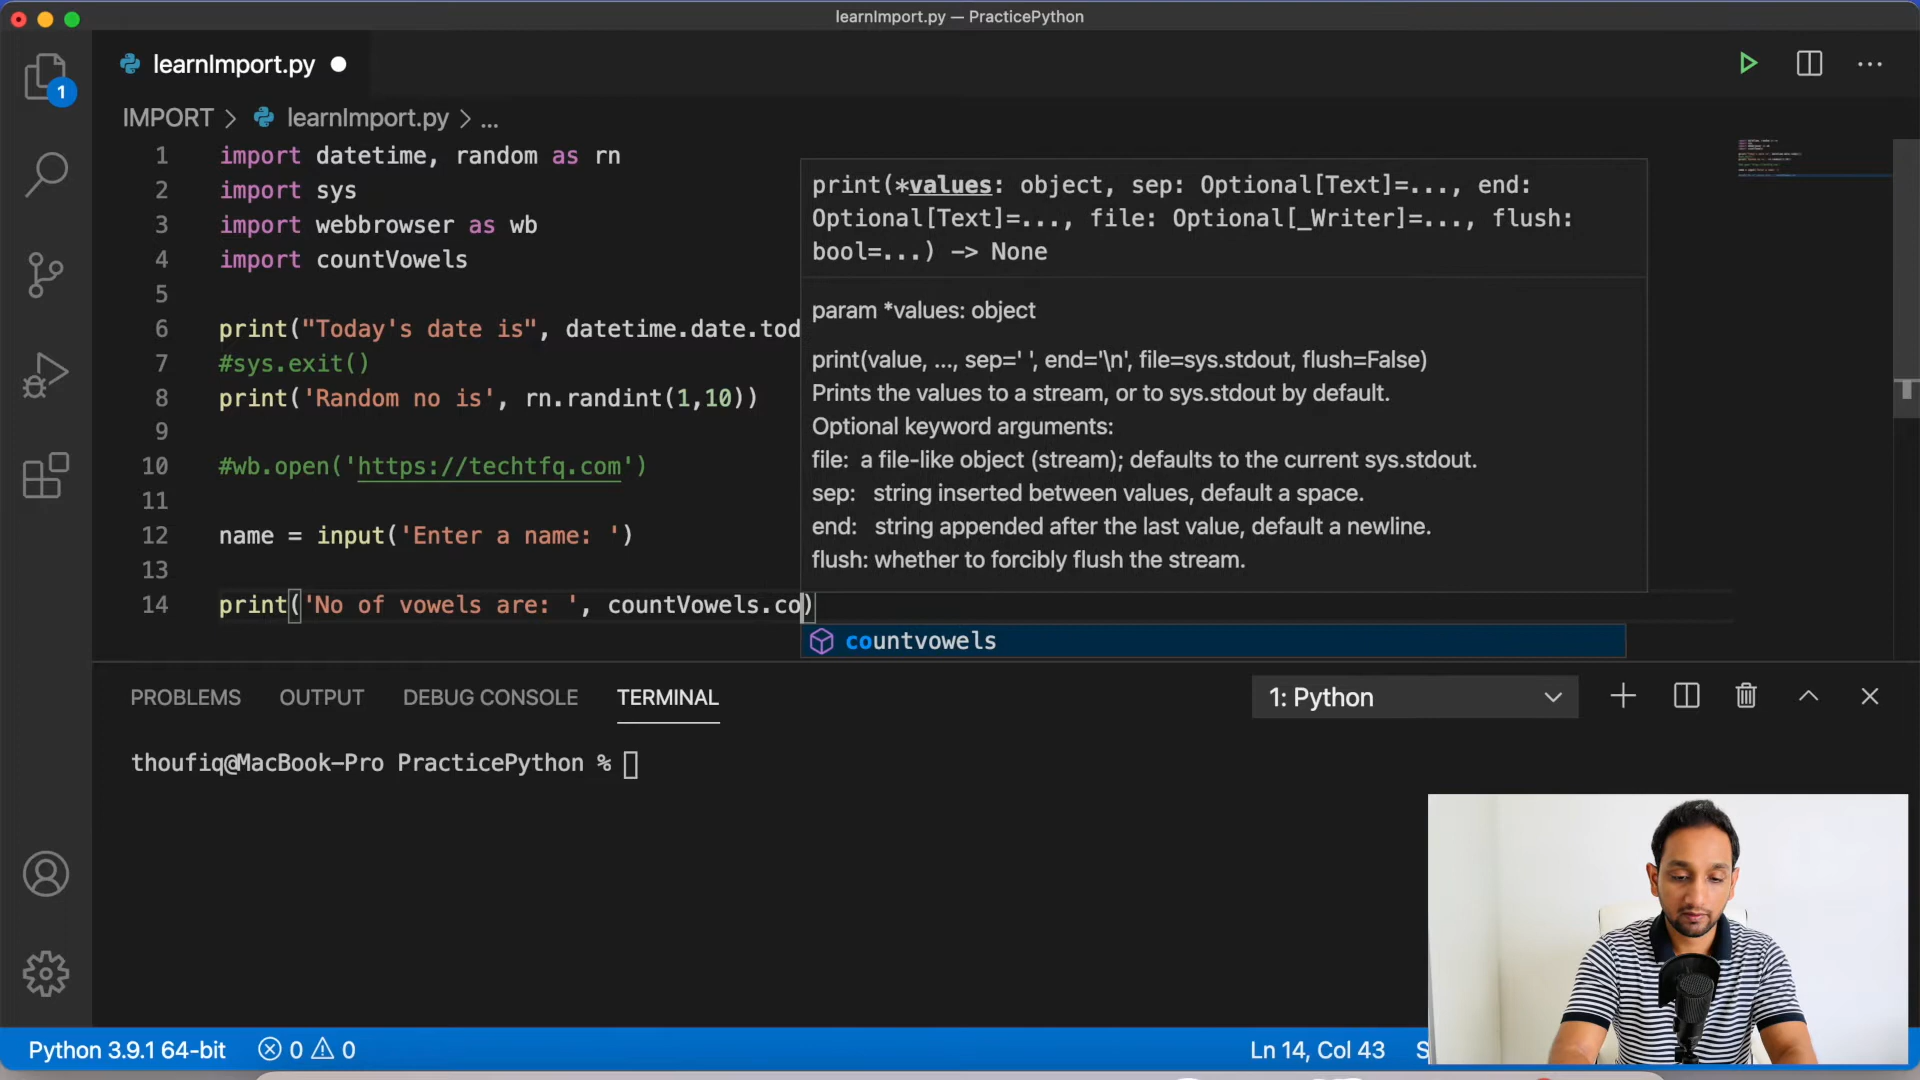 learnImport.py — PracticePython
learnImport.py
1
IMPORT > learnImport.py > ...
1 import datetime, random as rn
2 import sys
3 import webbrowser as wb
4 import countVowels
5
6 print("Today's date is", datetime.date.tod
7 #sys.exit()
8 print('Random no is', rn.randint(1,10))
9
10 #wb.open('https://techtfq.com')
11
12 name = input('Enter a name: ')
13
14 print('No of vowels are: ', countVowels.co)
print(*values: object, sep: Optional[Text]=..., end:
Optional[Text]=..., file: Optional[_Writer]=..., flush:
bool=...) -> None
param *values: object
print(value, ..., sep=' ', end='\n', file=sys.stdout, flush=False)
Prints the values to a stream, or to sys.stdout by default.
Optional keyword arguments:
file: a file-like object (stream); defaults to the current sys.stdout.
sep: string inserted between values, default a space.
end: string appended after the last value, default a newline.
flush: whether to forcibly flush the stream.
countvowels
PROBLEMS OUTPUT DEBUG CONSOLE TERMINAL 1: Python
thoufiq@MacBook-Pro PracticePython %
Python 3.9.1 64-bit 0 0 Ln 14, Col 43